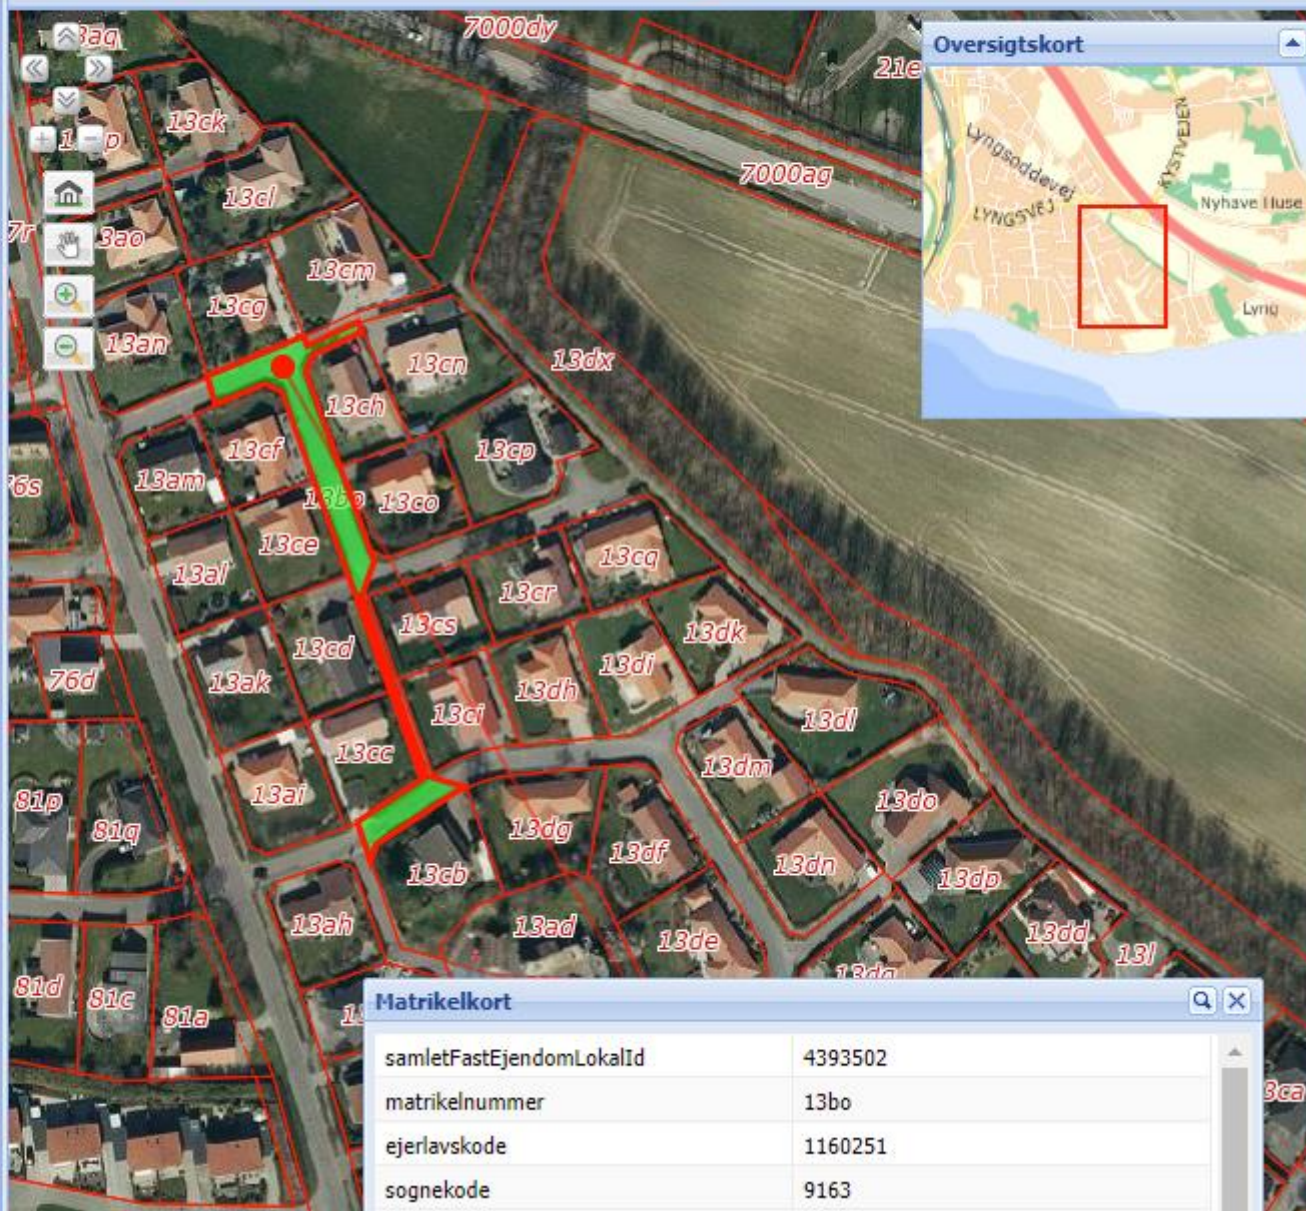 7000dy
Oversigtskort
21e
13ck
7000ag
Lyngsoddevej
KYSTVEJEN
LYNGSVEJ
Nyhave Huse
Lyng
13cl
3ao
13cm
13cg
13an
13cn
13dx
13ch
13cf
13cp
13am
13bo
13co
13ce
13cq
13al
13cr
13cs
13dk
13cd
13di
76d
13ak
13dh
13ci
13dl
13cc
13dm
13ai
81p
13do
81q
13dg
13df
13dn
13cb
13dp
13ah
13ad
13de
13dd
13l
81d
81c
81a
Matrikelkort
samletFastEjendomLokalId 4393502
matrikelnummer 13bo
ejerlavskode 1160251
sognekode 9163